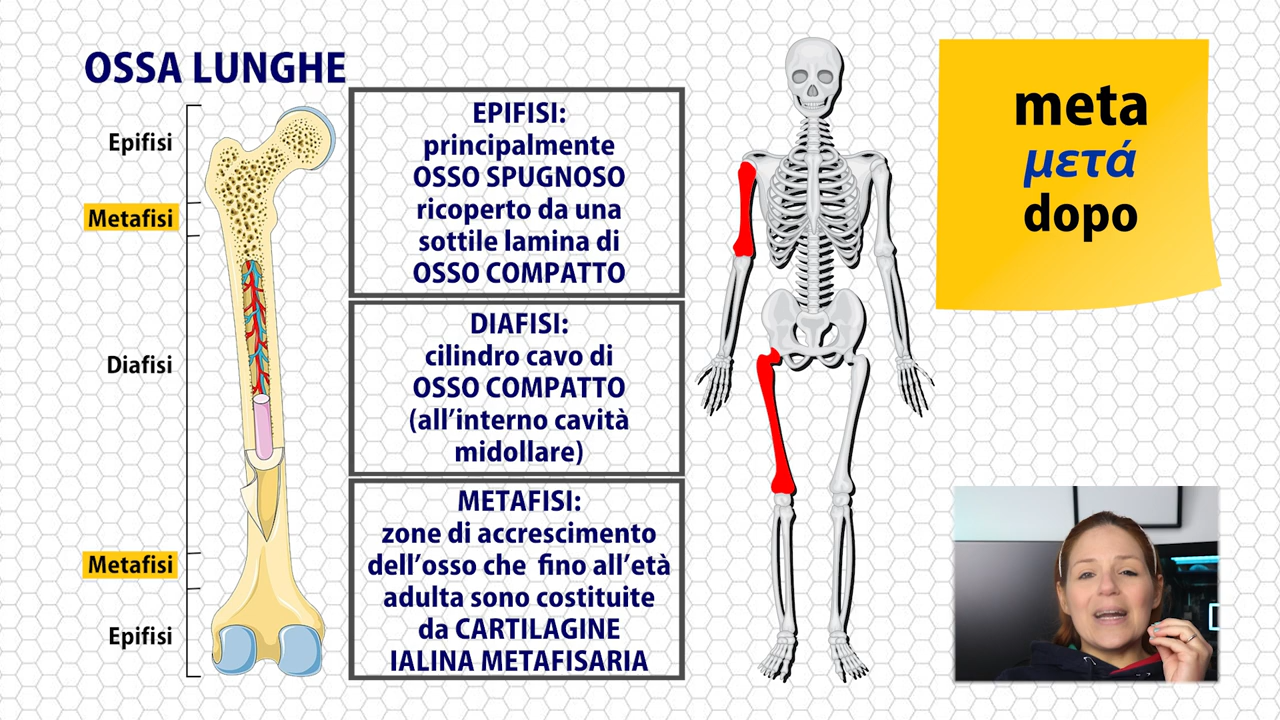 OSSA LUNGHE
Epifisi
Metafisi
Diafisi
Metafisi
Epifisi
EPIFISI:
principalmente
OSSO SPUGNOSO
ricoperto da una
sottile lamina di
OSSO COMPATTO
DIAFISI:
cilindro cavo di
OSSO COMPATTO
(all'interno cavità
midollare)
METAFISI:
zone di accrescimento
dell'osso che fino all'età
adulta sono costituite
da CARTILAGINE
IALINA METAFISARIA
meta
μετά
dopo